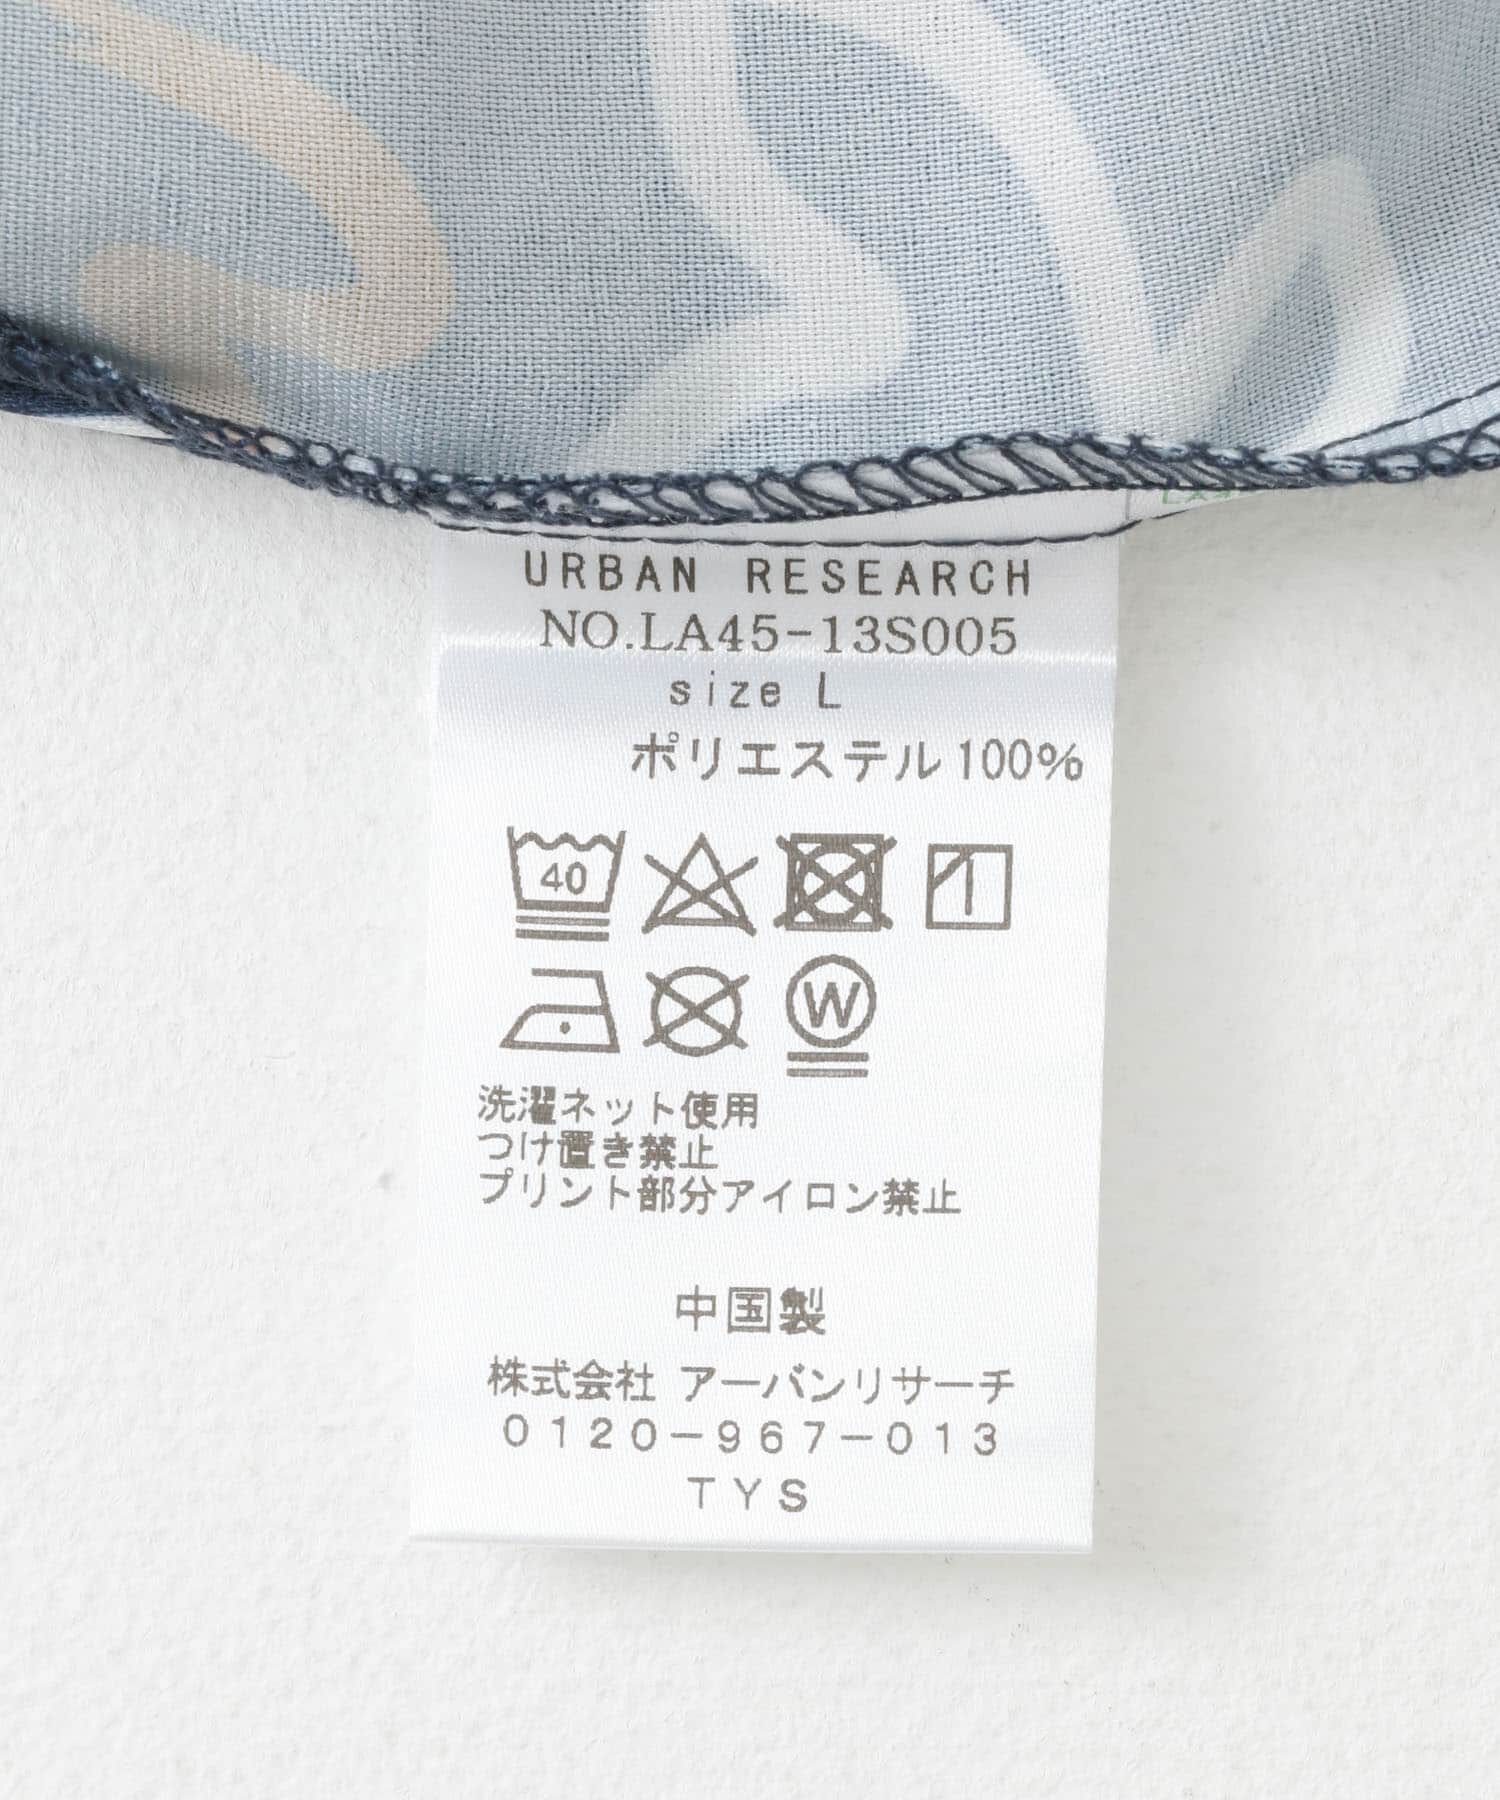 URBAN RESEARCH
NO.LA45-13S005
size L
ポリエステル100%
40
W
洗濯ネット使用
つけ置き禁止
プリント部分アイロン禁止
中国製
株式会社 アーバンリサーチ
0120-967-013
TYS